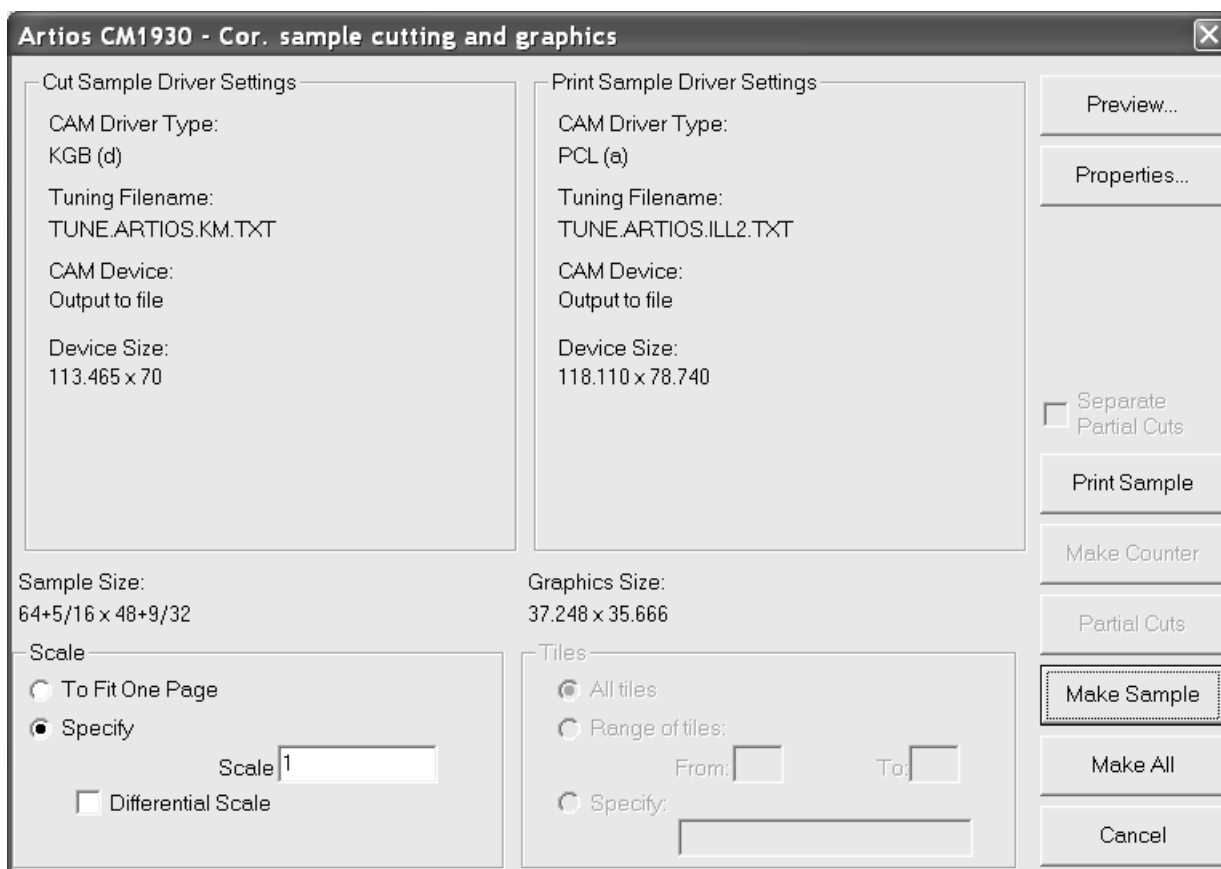 Artios CM1930 - Cor. sample cutting and graphics
Cut Sample Driver Settings
CAM Driver Type:
KGB (d)
Tuning Filename:
TUNE.ARTIOS.KM.TXT
CAM Device:
Output to file
Device Size:
113.465 x 70
Print Sample Driver Settings
CAM Driver Type:
PCL (a)
Tuning Filename:
TUNE.ARTIOS.ILL2.TXT
CAM Device:
Output to file
Device Size:
118.110 x 78.740
Sample Size:
64+5/16 x 48+9/32
Graphics Size:
37.248 x 35.666
Scale
To Fit One Page
Specify
Scale 1
Differential Scale
Tiles
All tiles
Range of tiles:
From: To:
Specify:
Preview...
Properties...
Separate
Partial Cuts
Print Sample
Make Counter
Partial Cuts
Make Sample
Make All
Cancel